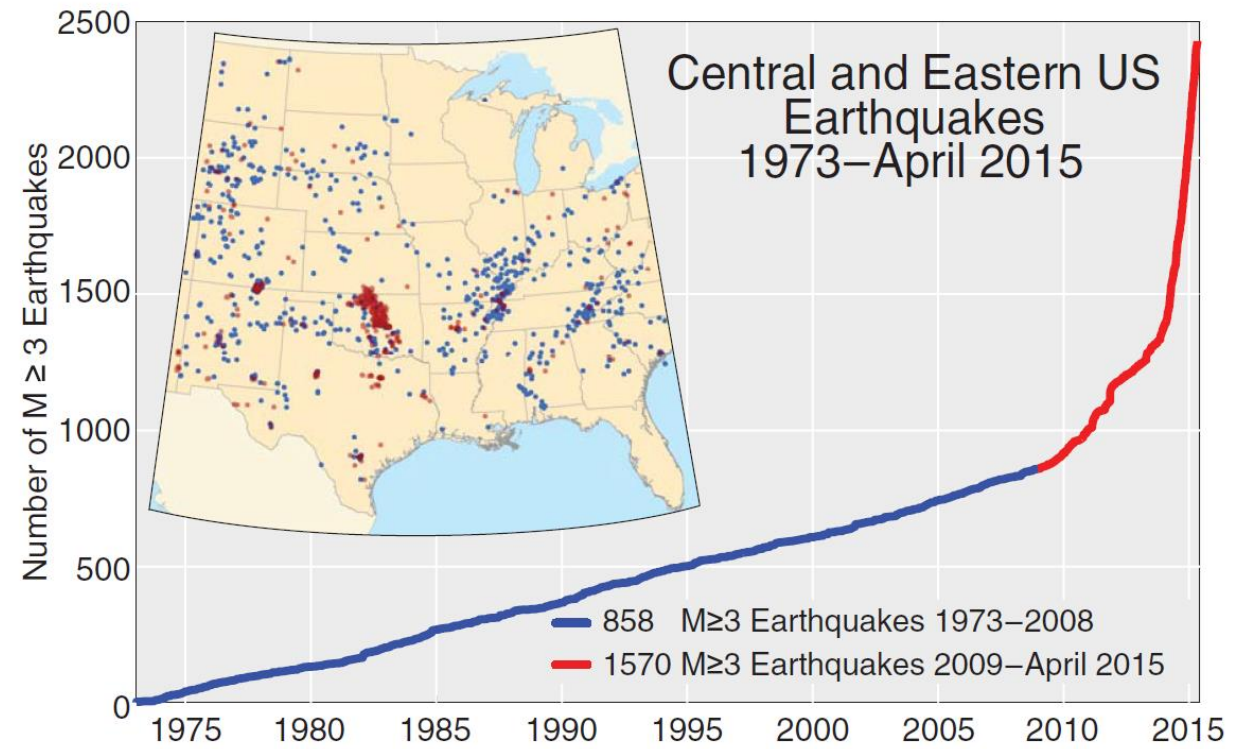 Central and Eastern US
Earthquakes
1973–April 2015
Number of M ≥ 3 Earthquakes
2500
2000
1500
1000
500
0
858 M≥3 Earthquakes 1973–2008
1570 M≥3 Earthquakes 2009–April 2015
1975 1980 1985 1990 1995 2000 2005 2010 2015